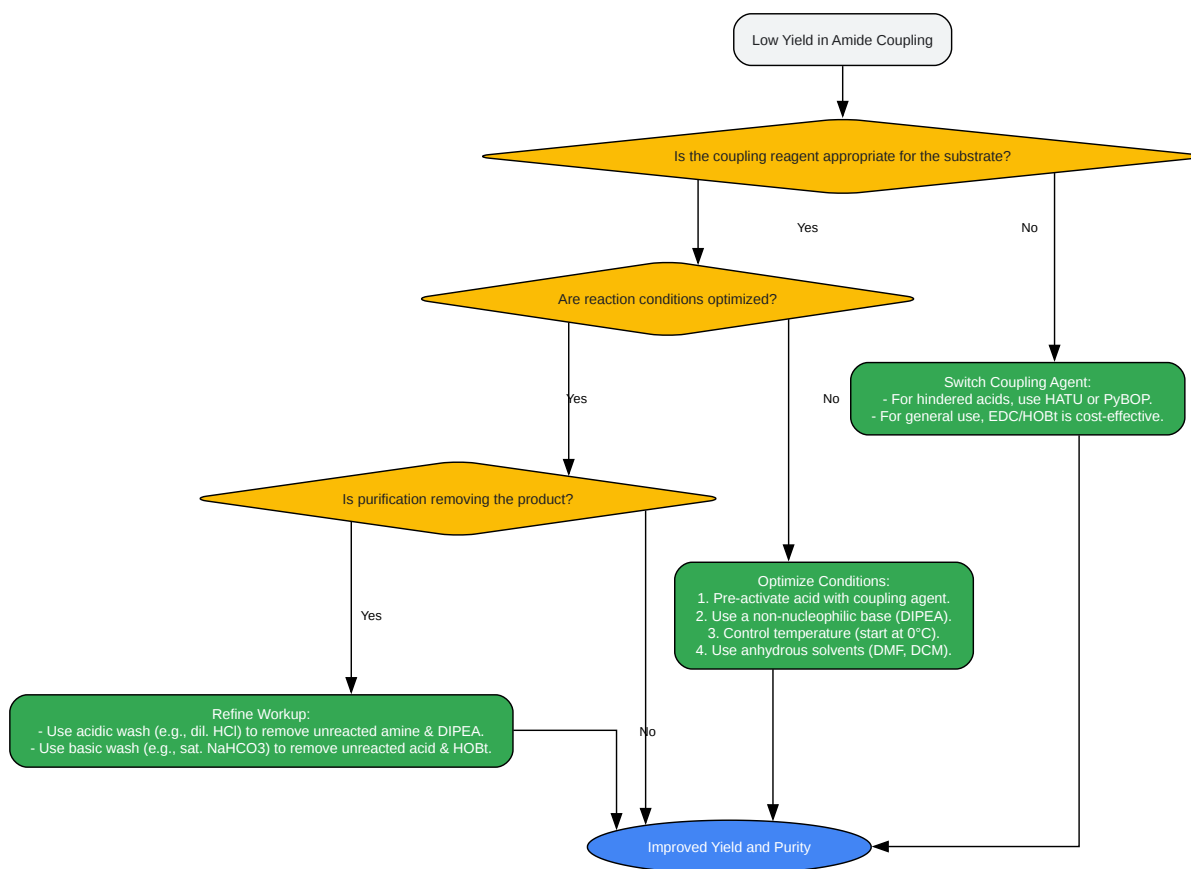 Low Yield in Amide Coupling
Is the coupling reagent appropriate for the substrate?
Yes
No
Are reaction conditions optimized?
Yes
No
Switch Coupling Agent:
- For hindered acids, use HATU or PyBOP.
- For general use, EDC/HOBt is cost-effective.
Is purification removing the product?
Yes
No
Optimize Conditions:
1. Pre-activate acid with coupling agent.
2. Use a non-nucleophilic base (DIPEA).
3. Control temperature (start at 0°C).
4. Use anhydrous solvents (DMF, DCM).
Refine Workup:
- Use acidic wash (e.g., dil. HCl) to remove unreacted amine & DIPEA.
- Use basic wash (e.g., sat. NaHCO3) to remove unreacted acid & HOBt.
Improved Yield and Purity